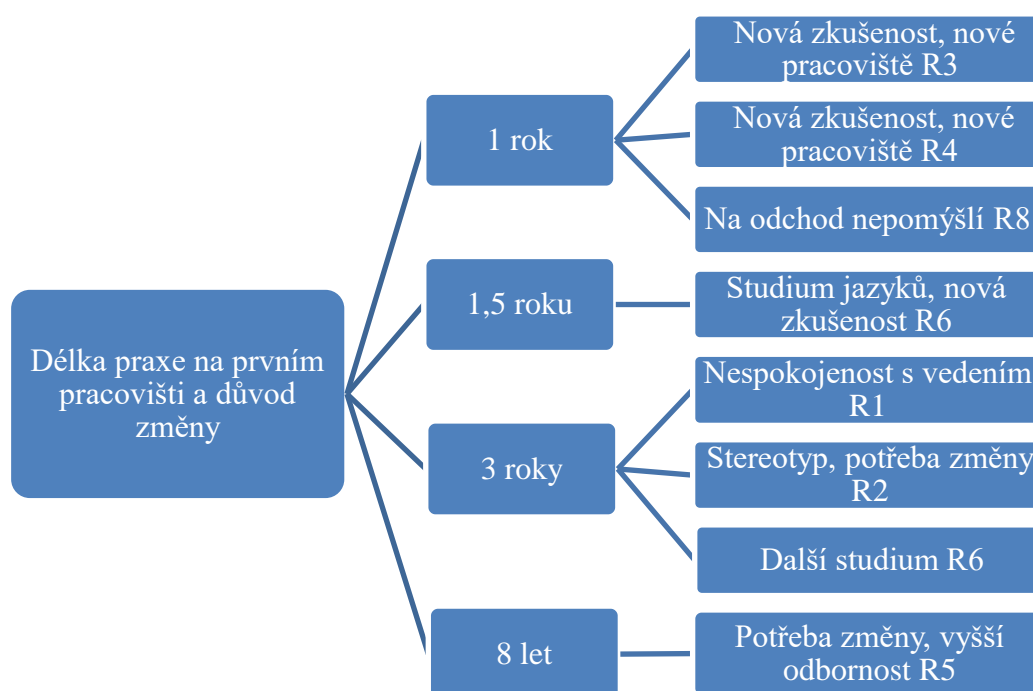 Délka praxe na prvním
pracovišti a důvod
změny
1 rok
Nová zkušenost, nové
pracoviště R3
Nová zkušenost, nové
pracoviště R4
Na odchod nepomýšlí R8
1,5 roku
Studium jazyků, nová
zkušenost R6
3 roky
Nespokojenost s vedením
R1
Stereotyp, potřeba změny
R2
Další studium R6
8 let
Potřeba změny, vyšší
odbornost R5